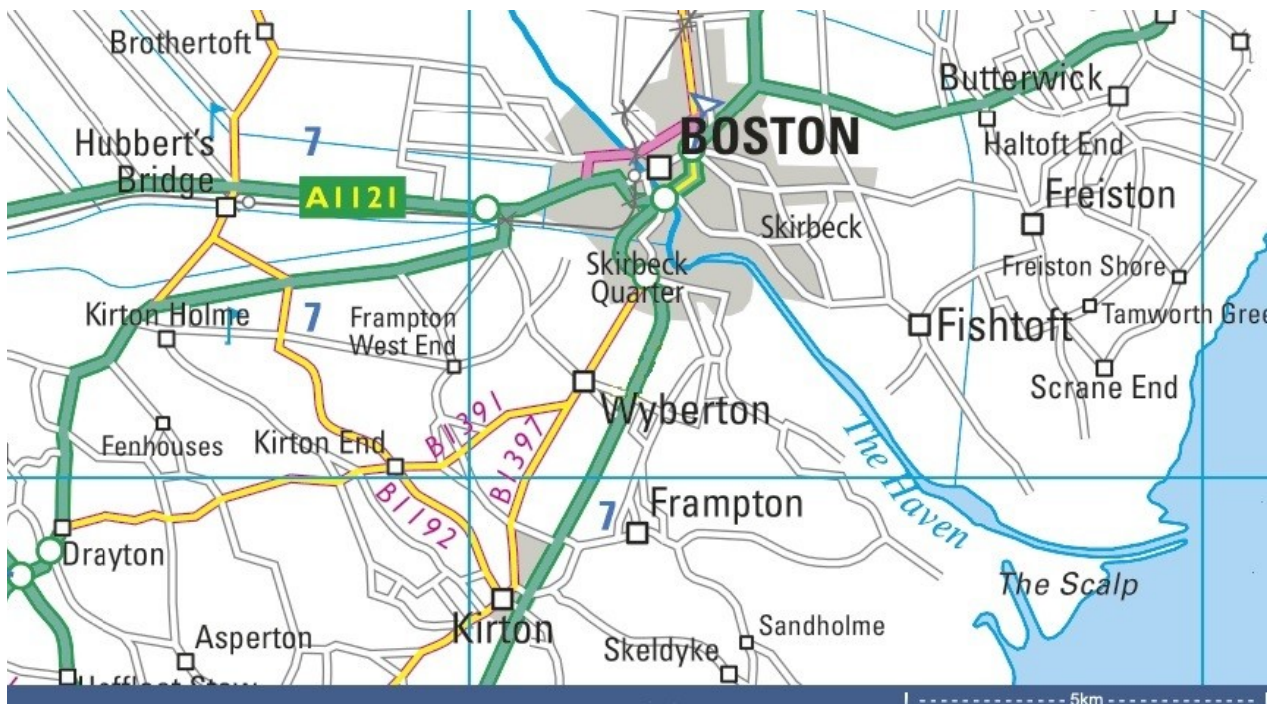 Brothertoft
Butterwick
Hubbert's
Bridge
7
BOSTON
Haltoft End
A1121
Freiston
Skirbeck
Skirbeck
Quarter
Freiston Shore
Kirton Holme
7
Frampton
West End
Fishtoft
Tamworth Gree
Scrane End
Wyberton
B1391
Fenhouses
Kirton End
B1397
The Haven
B1192
7
Frampton
Drayton
The Scalp
Asperton
Kirton
Sandholme
Skeldyke
5km